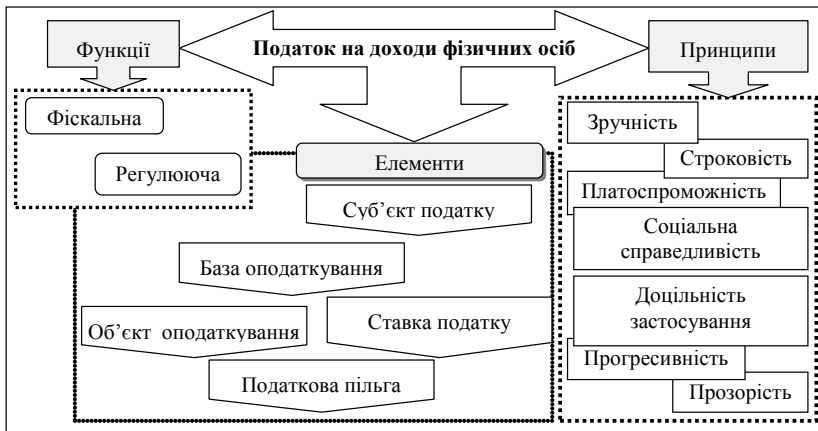 Функції
Податок на доходи фізичних осіб
Принципи
Фіскальна
Регулююча
Елементи
Суб’єкт податку
База оподаткування
Об’єкт оподаткування
Ставка податку
Податкова пільга
Зручність
Строковість
Платоспроможність
Соціальна
справедливість
Доцільність
застосування
Прогресивність
Прозорість